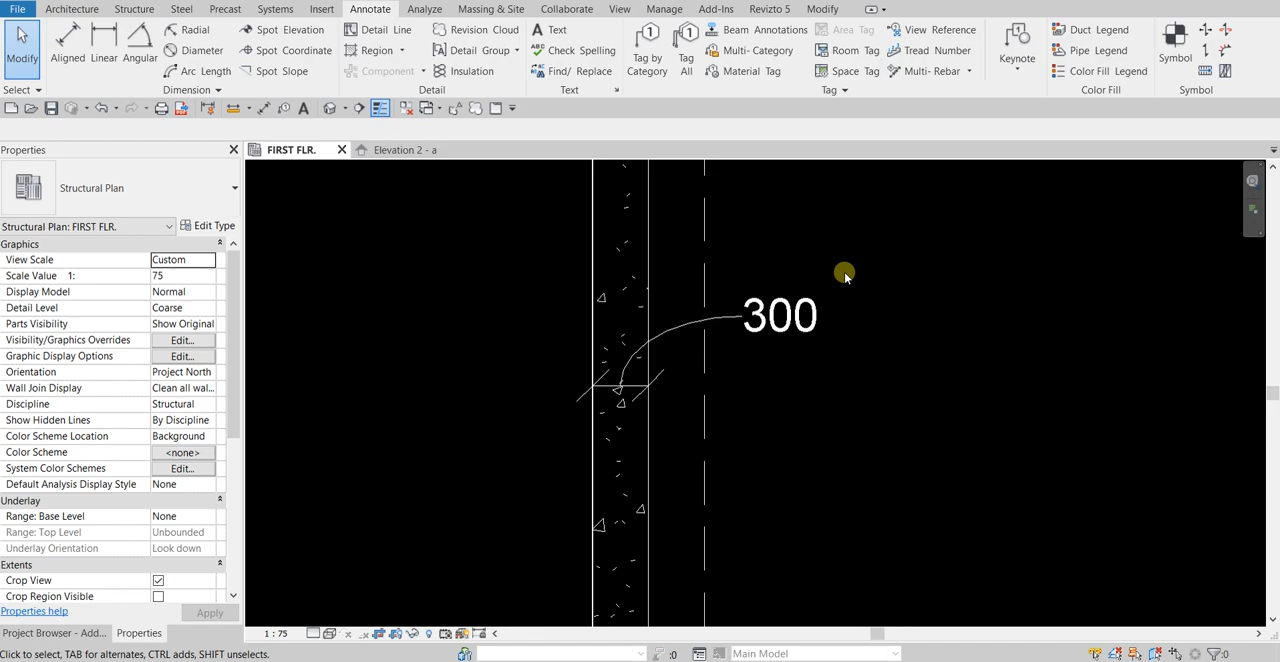 File Architecture Structure Steel Precast Systems Insert Annotate Analyze Massing & Site Collaborate View Manage Add-Ins Revizto 5 Modify
Modify
Select
Aligned Linear Angular
Radial
Diameter
Arc Length
Spot Elevation
Spot Coordinate
Spot Slope
Dimension
Detail Line
Region
Component
Revision Cloud
Detail Group
Insulation
Detail
Text
Check Spelling
Find/ Replace
Text
Tag by Category
Tag All
Beam Annotations
Multi- Category
Material Tag
Area Tag
Room Tag
Space Tag
View Reference
Tread Number
Multi- Rebar
Tag
Keynote
Duct Legend
Pipe Legend
Color Fill Legend
Color Fill
Symbol
Symbol
Properties
FIRST FLR.
Elevation 2 - a
Structural Plan
Structural Plan: FIRST FLR.
Edit Type
Graphics
View Scale Custom
Scale Value 1: 75
Display Model Normal
Detail Level Coarse
Parts Visibility Show Original
Visibility/Graphics Overrides Edit...
Graphic Display Options Edit...
Orientation Project North
Wall Join Display Clean all wal...
Discipline Structural
Show Hidden Lines By Discipline
Color Scheme Location Background
Color Scheme <none>
System Color Schemes Edit...
Default Analysis Display Style None
Underlay
Range: Base Level None
Range: Top Level Unbounded
Underlay Orientation Look down
Extents
Crop View
Crop Region Visible
Properties help
Apply
Project Browser - Add...
Properties
300
1 : 75
Click to select, TAB for alternates, CTRL adds, SHIFT unselects.
:0
Main Model
:0